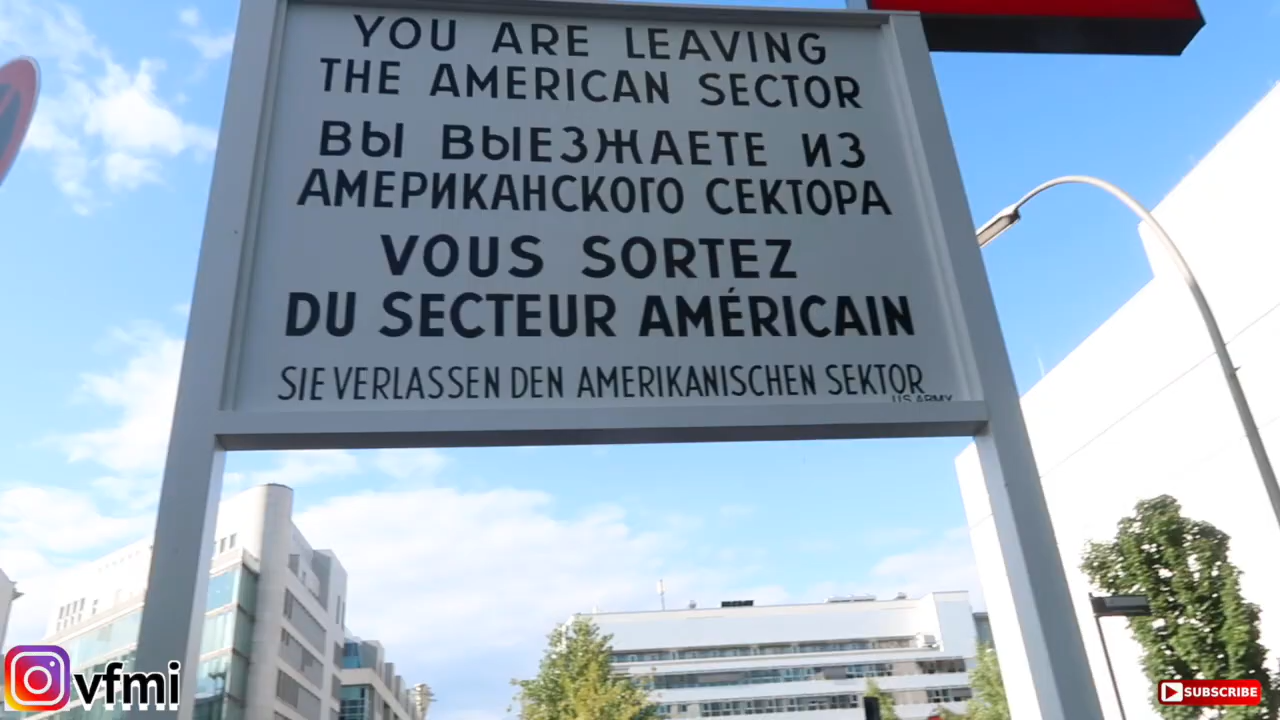 YOU ARE LEAVING
THE AMERICAN SECTOR
ВЫ ВЫЕЗЖАЕТЕ ИЗ
АМЕРИКАНСКОГО СЕКТОРА
VOUS SORTEZ
DU SECTEUR AMÉRICAIN
SIE VERLASSEN DEN AMERIKANISCHEN SEKTOR
US ARMY
vfmi
SUBSCRIBE